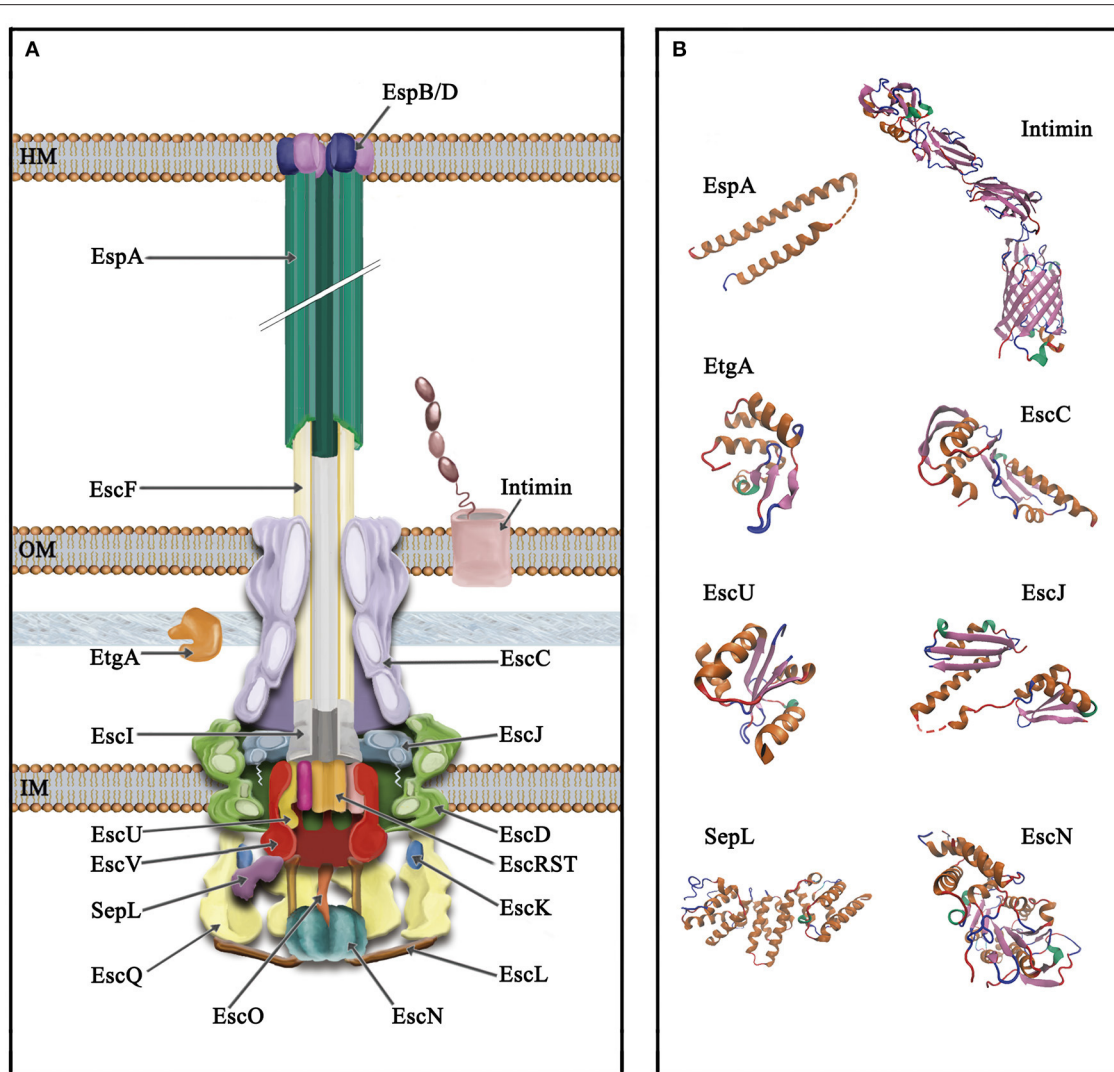 A
EspB/D
HM
EspA
EscF
Intimin
OM
EtgA
EscC
EscI
EscJ
IM
EscU
EscD
EscV
EscRST
SepL
EscK
EscQ
EscL
EscO
EscN
B
Intimin
EspA
EtgA
EscC
EscU
EscJ
SepL
EscN